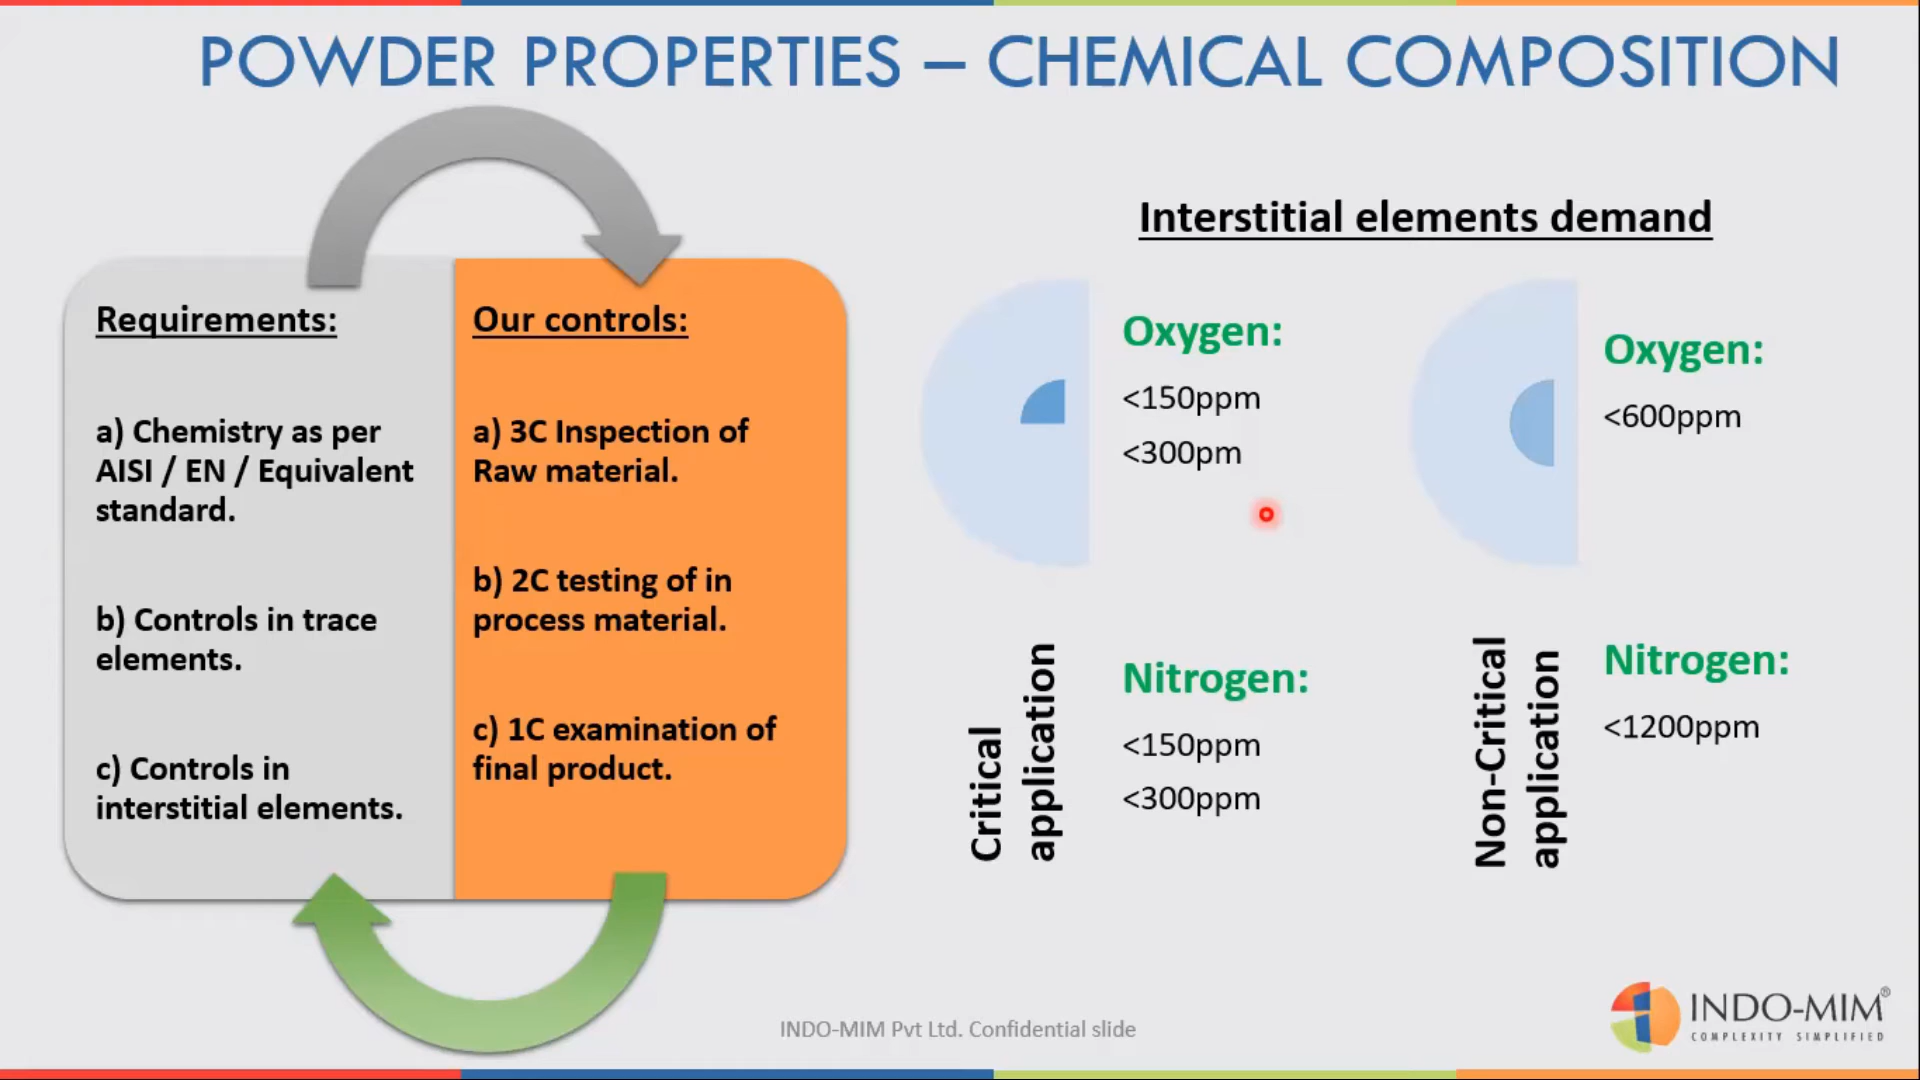 POWDER PROPERTIES – CHEMICAL COMPOSITION
Requirements:
a) Chemistry as per
AISI / EN / Equivalent
standard.
b) Controls in trace
elements.
c) Controls in
interstitial elements.
Our controls:
a) 3C Inspection of
Raw material.
b) 2C testing of in
process material.
c) 1C examination of
final product.
Interstitial elements demand
Critical
application
Oxygen:
<150ppm
<300pm
Nitrogen:
<150ppm
<300ppm
Non-Critical
application
Oxygen:
<600ppm
Nitrogen:
<1200ppm
INDO-MIM Pvt Ltd. Confidential slide
INDO-MIM®
COMPLEXITY SIMPLIFIED